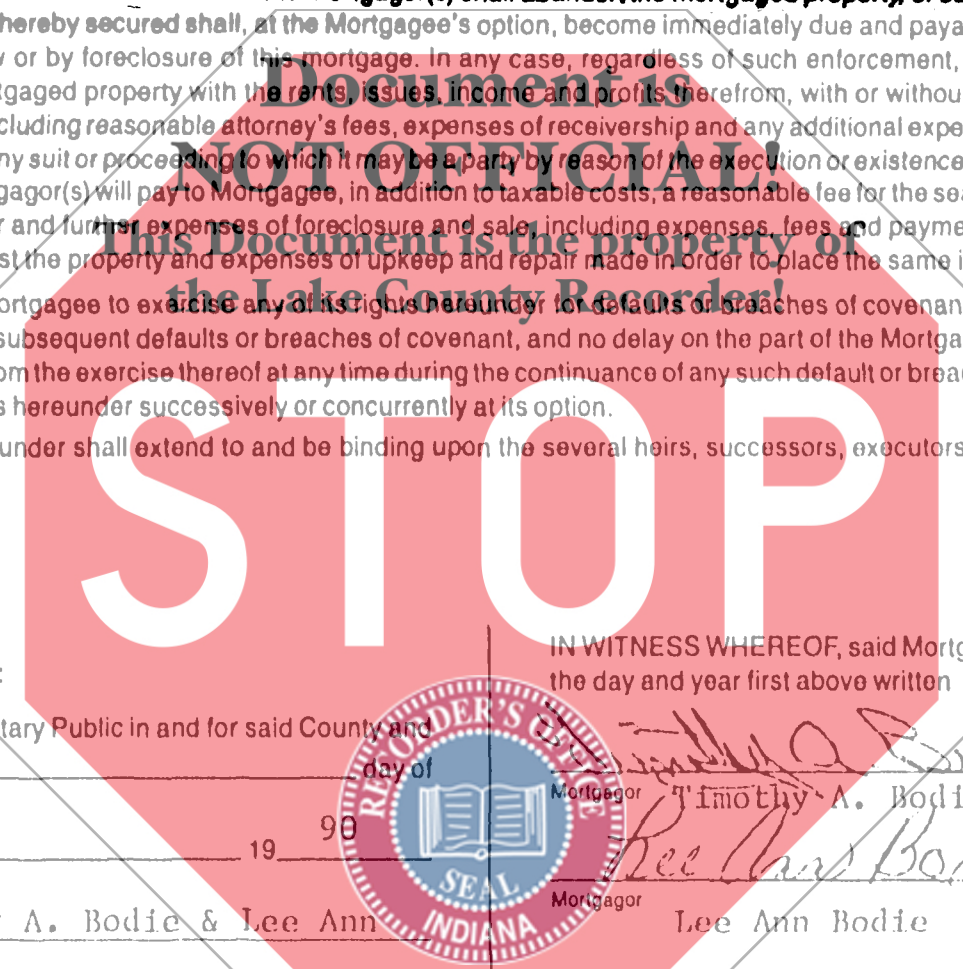 hereby secured shall, at the Mortgagee's option, become immediately due and paya
or by foreclosure of this mortgage. In any case, regardless of such enforcement,
gaged property with the rents, issues, income and profits therefrom, with or withou
cluding reasonable attorney's fees, expenses of receivership and any additional expe
ny suit or proceeding to which it may be a party by reason of the execution or existence
gagor(s) will pay to Mortgagee, in addition to taxable costs, a reasonable fee for the sea
r and further expenses of foreclosure and sale, including expenses, fees and payme
st the property and expenses of upkeep and repair made in order to place the same i
ortgagee to exercise any of its rights hereunder for defaults or breaches of covenan
subsequent defaults or breaches of covenant, and no delay on the part of the Mortga
om the exercise thereof at any time during the continuance of any such default or brea
s hereunder successively or concurrently at its option.
under shall extend to and be binding upon the several heirs, successors, executors
Document is
NOT OFFICIAL!
This Document is the property of
the Lake County Recorder!
STOP
IN WITNESS WHEREOF, said Mortg
the day and year first above written
tary Public in and for said County and
day of
19 90
A. Bodie & Lee Ann
Mortgagor Timothy A. Bodi
Mortgagor
Lee Ann Bodie
RECORDER'S OFFICE
SEAL
INDIANA